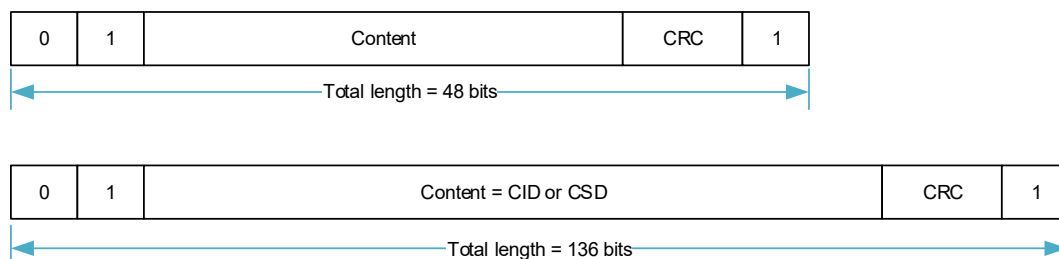 0 1 Content CRC 1
Total length = 48 bits
0 1 Content = CID or CSD CRC 1
Total length = 136 bits